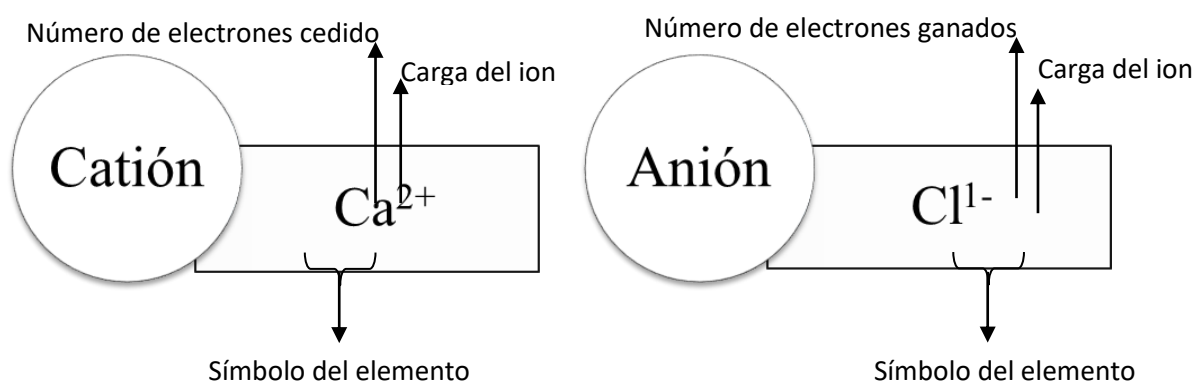 Número de electrones cedido
Carga del ion
Catión
Ca²⁺
Símbolo del elemento
Número de electrones ganados
Carga del ion
Anión
Cl¹⁻
Símbolo del elemento